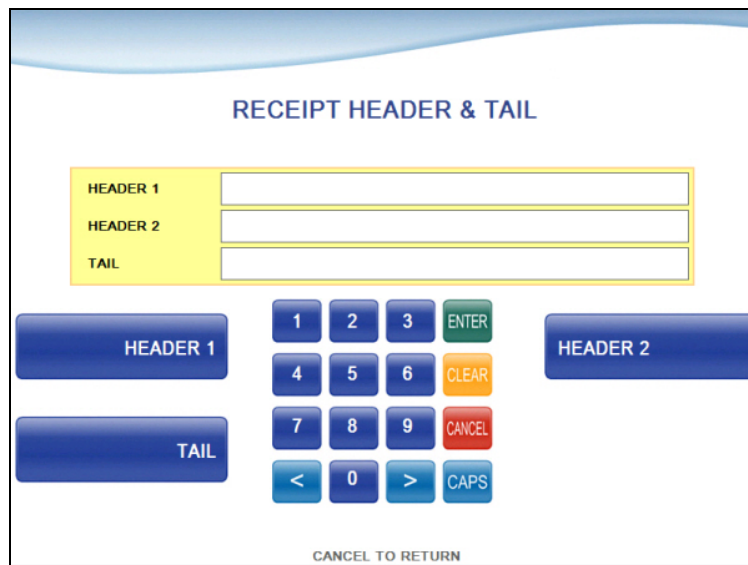 RECEIPT HEADER & TAIL
HEADER 1
HEADER 2
TAIL
HEADER 1
1 2 3 ENTER
HEADER 2
4 5 6 CLEAR
TAIL
7 8 9 CANCEL
< 0 > CAPS
CANCEL TO RETURN